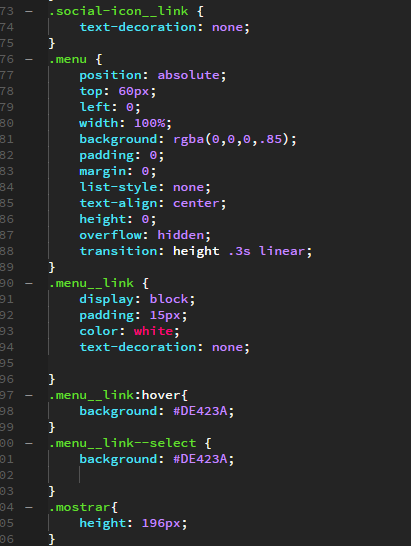 73 – .social-icon__link {
74 text-decoration: none;
75 }
76 – .menu {
77 position: absolute;
78 top: 60px;
79 left: 0;
80 width: 100%;
81 background: rgba(0,0,0,.85);
82 padding: 0;
83 margin: 0;
84 list-style: none;
85 text-align: center;
86 height: 0;
87 overflow: hidden;
88 transition: height .3s linear;
89 }
90 – .menu__link {
91 display: block;
92 padding: 15px;
93 color: white;
94 text-decoration: none;
95
96 }
97 – .menu__link:hover{
98 background: #DE423A;
99 }
00 – .menu__link--select {
01 background: #DE423A;
02
03 }
04 – .mostrar{
05 height: 196px;
06 }